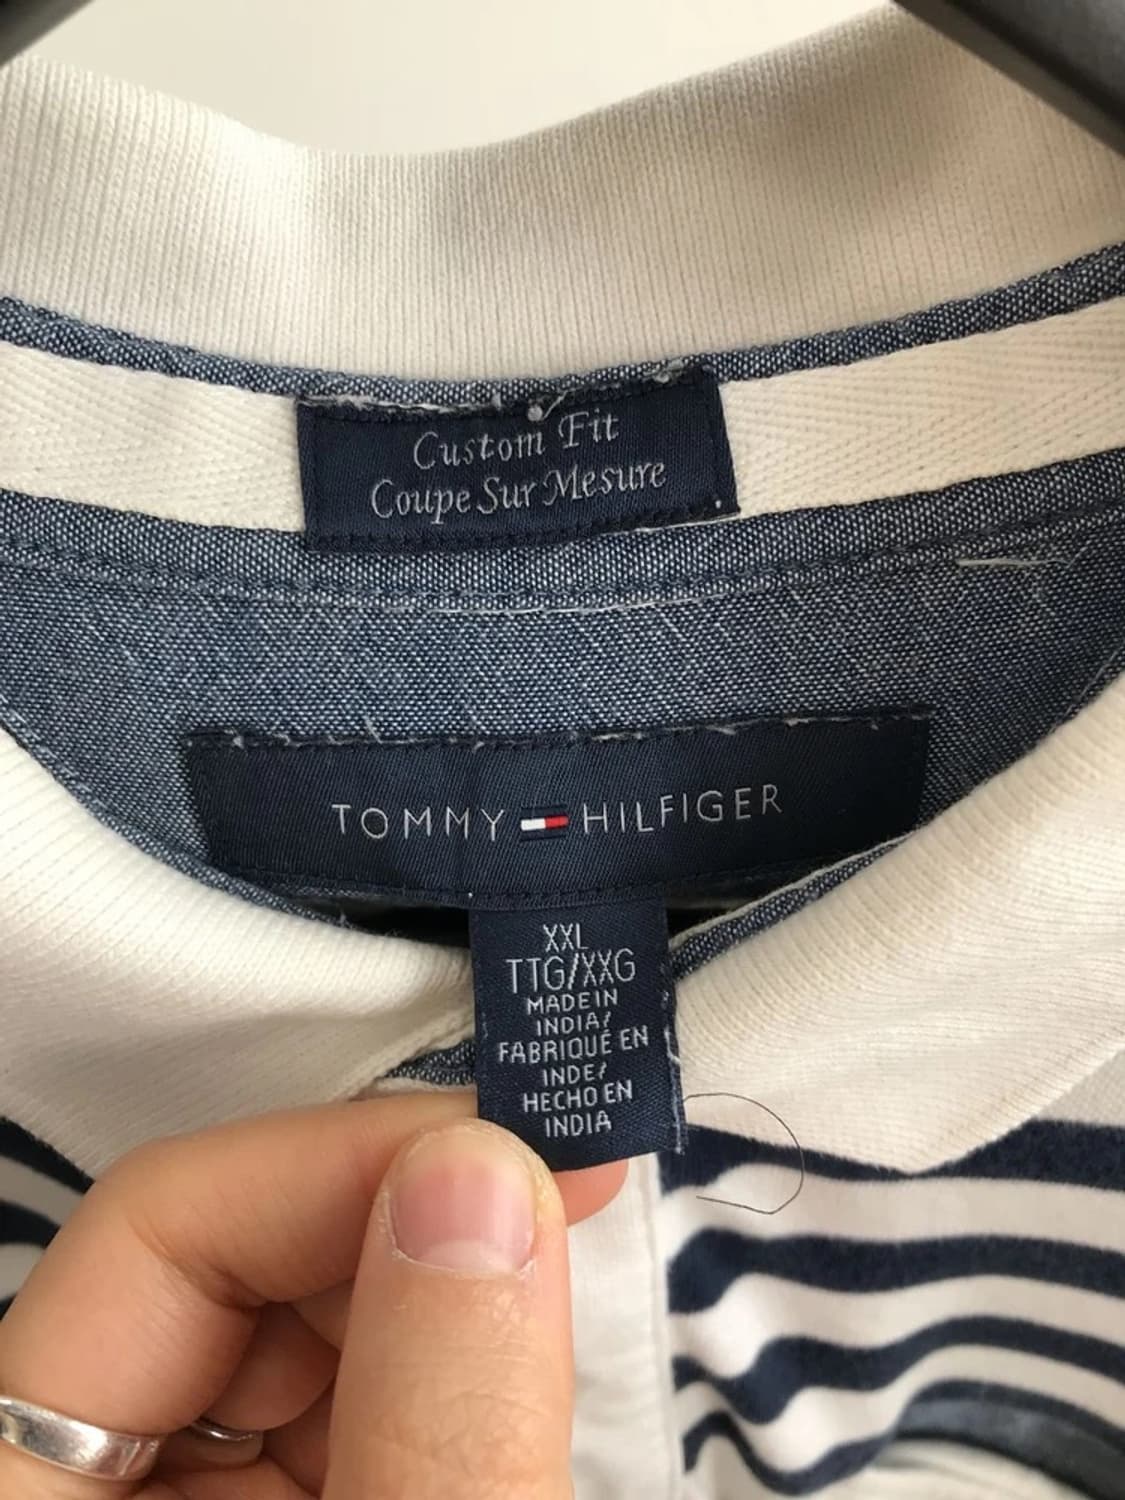 Custom Fit
Coupe Sur Mesure
TOMMY HILFIGER
XXL
TTG/XXG
MADE IN
INDIA/
FABRIQUÉ EN
INDE/
HECHO EN
INDIA